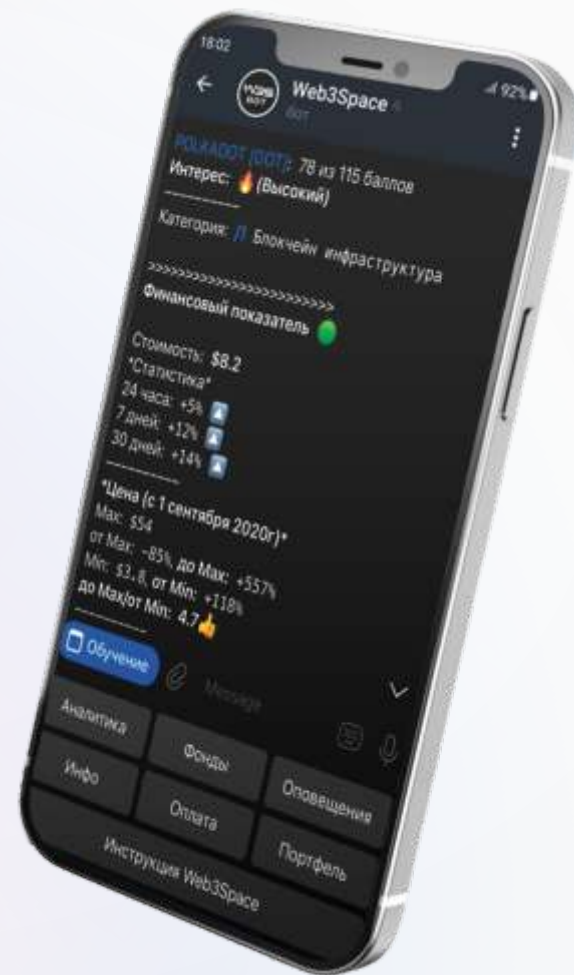 18:02
92%
Web3Space
бот
POLKADOT (DOT): 78 из 115 баллов
Интерес: 🔥 (Высокий)
----------
Категория: Блокчейн инфраструктура
>>>>>>>>>>>>>>>>>>>>>>>
Финансовый показатель 🟢
Стоимость: $8.2
*Статистика*
24 часа: +5% 🔼
7 дней: +12% 🔼
30 дней: +14% 🔼
----------
*Цена (с 1 сентября 2020г)*
Max: $54
от Max: -85%, до Max: +557%
Min: $3.8, от Min: +118%
до Max/от Min: 4.7👍
----------
Обучение
Message
Аналитика
Фонды
Оповещения
Инфо
Оплата
Портфель
Инструкция Web3Space